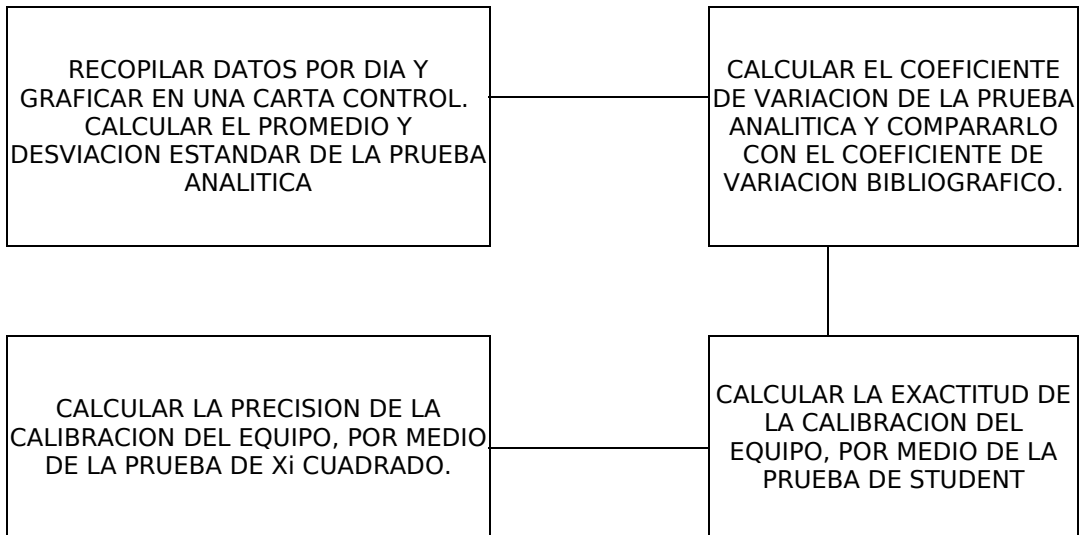 RECOPILAR DATOS POR DIA Y
GRAFICAR EN UNA CARTA CONTROL.
CALCULAR EL PROMEDIO Y
DESVIACION ESTANDAR DE LA PRUEBA
ANALITICA
CALCULAR EL COEFICIENTE
DE VARIACION DE LA PRUEBA
ANALITICA Y COMPARARLO
CON EL COEFICIENTE DE
VARIACION BIBLIOGRAFICO.
CALCULAR LA PRECISION DE LA
CALIBRACION DEL EQUIPO, POR MEDIO
DE LA PRUEBA DE Xi CUADRADO.
CALCULAR LA EXACTITUD DE
LA CALIBRACION DEL
EQUIPO, POR MEDIO DE LA
PRUEBA DE STUDENT